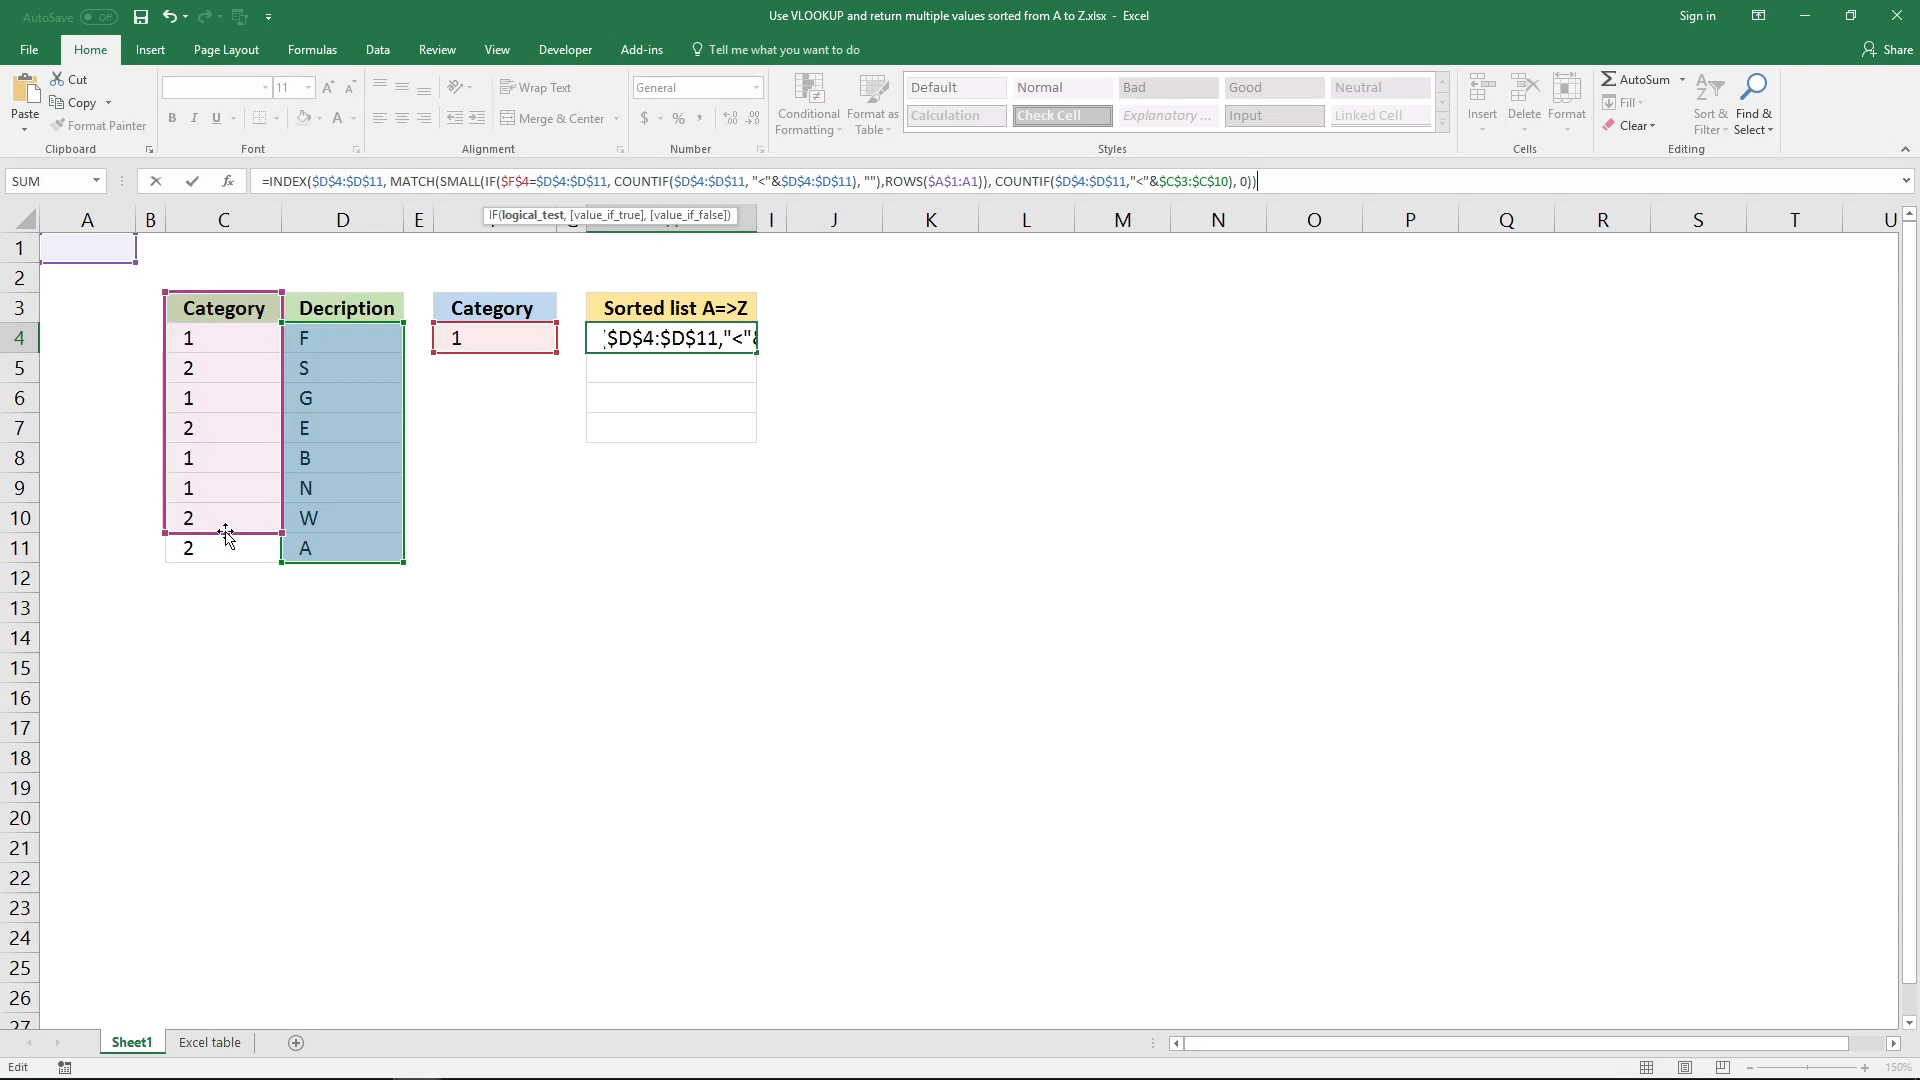 AutoSave Off
Use VLOOKUP and return multiple values sorted from A to Z.xlsx - Excel
Sign in
File Home Insert Page Layout Formulas Data Review View Developer Add-ins Tell me what you want to do Share
Paste
Cut
Copy
Format Painter
Clipboard
11
B I U
Font
Wrap Text
Merge & Center
Alignment
General
$ % ,
Number
Conditional Formatting
Format as Table
Default Normal Bad Good Neutral
Calculation Check Cell Explanatory ... Input Linked Cell
Styles
Insert Delete Format
Cells
AutoSum
Fill
Clear
Sort & Filter
Find & Select
Editing
SUM
fx
=INDEX($D$4:$D$11, MATCH(SMALL(IF($F$4=$D$4:$D$11, COUNTIF($D$4:$D$11, "<"&$D$4:$D$11), ""),ROWS($A$1:A1)), COUNTIF($D$4:$D$11,"<"&$C$3:$C$10), 0))
IF(logical_test, [value_if_true], [value_if_false])
A B C D E I J K L M N O P Q R S T U
1
2
3 Category Decription Category Sorted list A=>Z
4 1 F 1 ($D$4:$D$11,"<"&
5 2 S
6 1 G
7 2 E
8 1 B
9 1 N
10 2 W
11 2 A
12
13
14
15
16
17
18
19
20
21
22
23
24
25
26
27
Sheet1 Excel table
Edit
150%